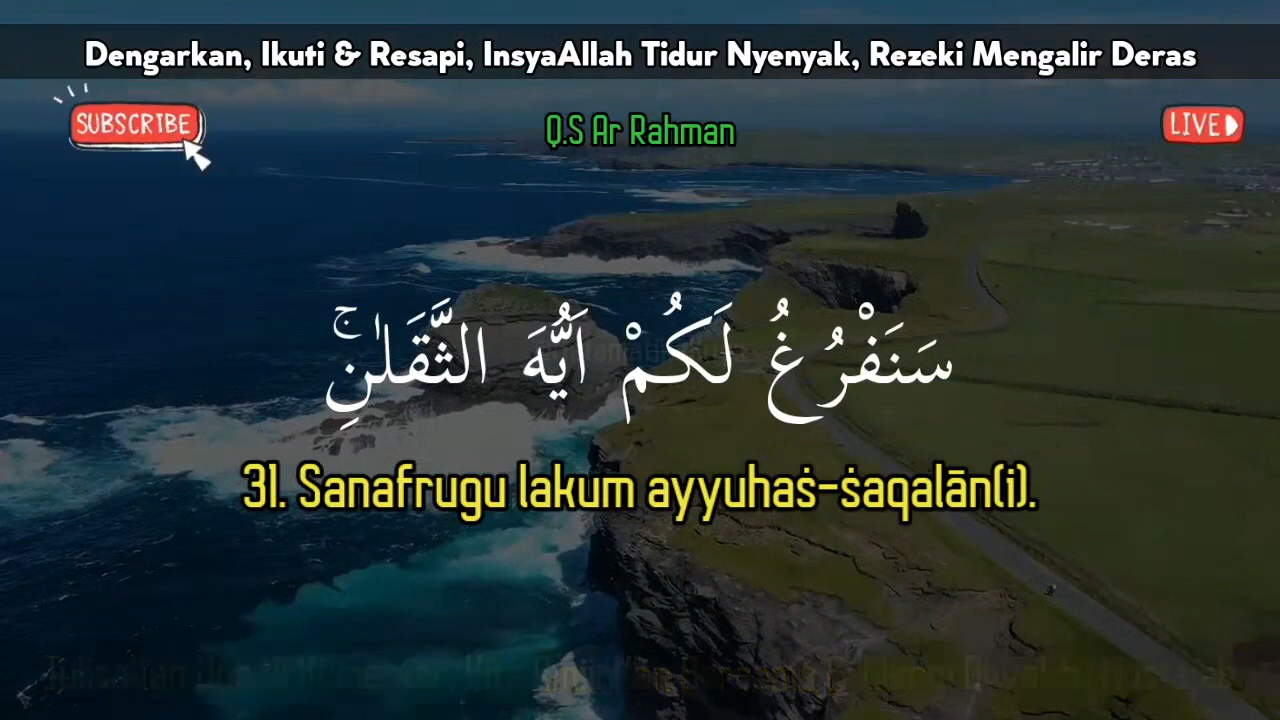 Dengarkan, Ikuti & Resapi, InsyaAllah Tidur Nyenyak, Rezeki Mengalir Deras
SUBSCRIBE
LIVE
Q.S Ar Rahman
سَنَفْرُغُ لَكُمْ اَيُّهَ الثَّقَلٰنِۚ
31. Sanafrugu lakum ayyuhaṡ-ṡaqalān(i).